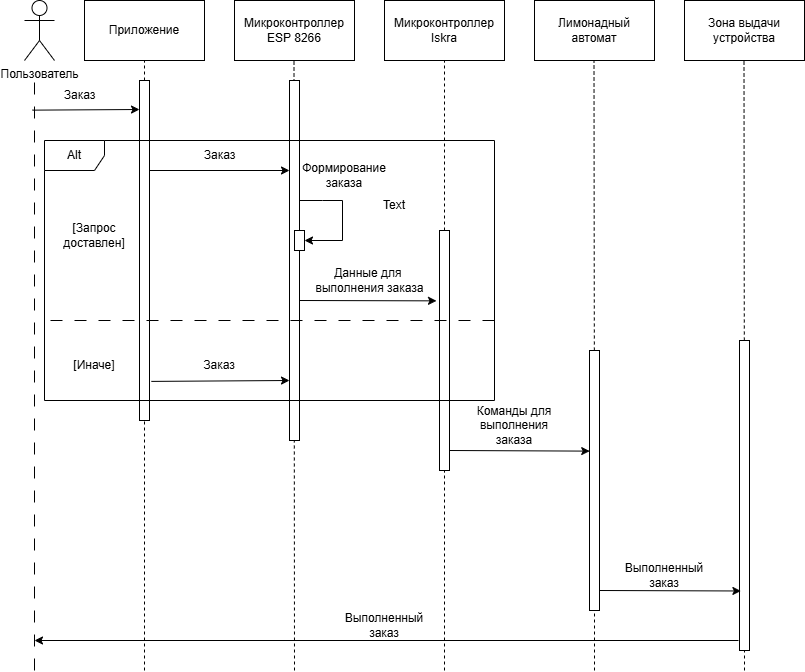 Приложение
Микроконтроллер
ESP 8266
Микроконтроллер
Iskra
Лимонадный
автомат
Зона выдачи
устройства
Пользователь
Заказ
Alt
Заказ
Формирование
заказа
Text
[Запрос
доставлен]
Данные для
выполнения заказа
[Иначе]
Заказ
Команды для
выполнения
заказа
Выполненный
заказ
Выполненный
заказ